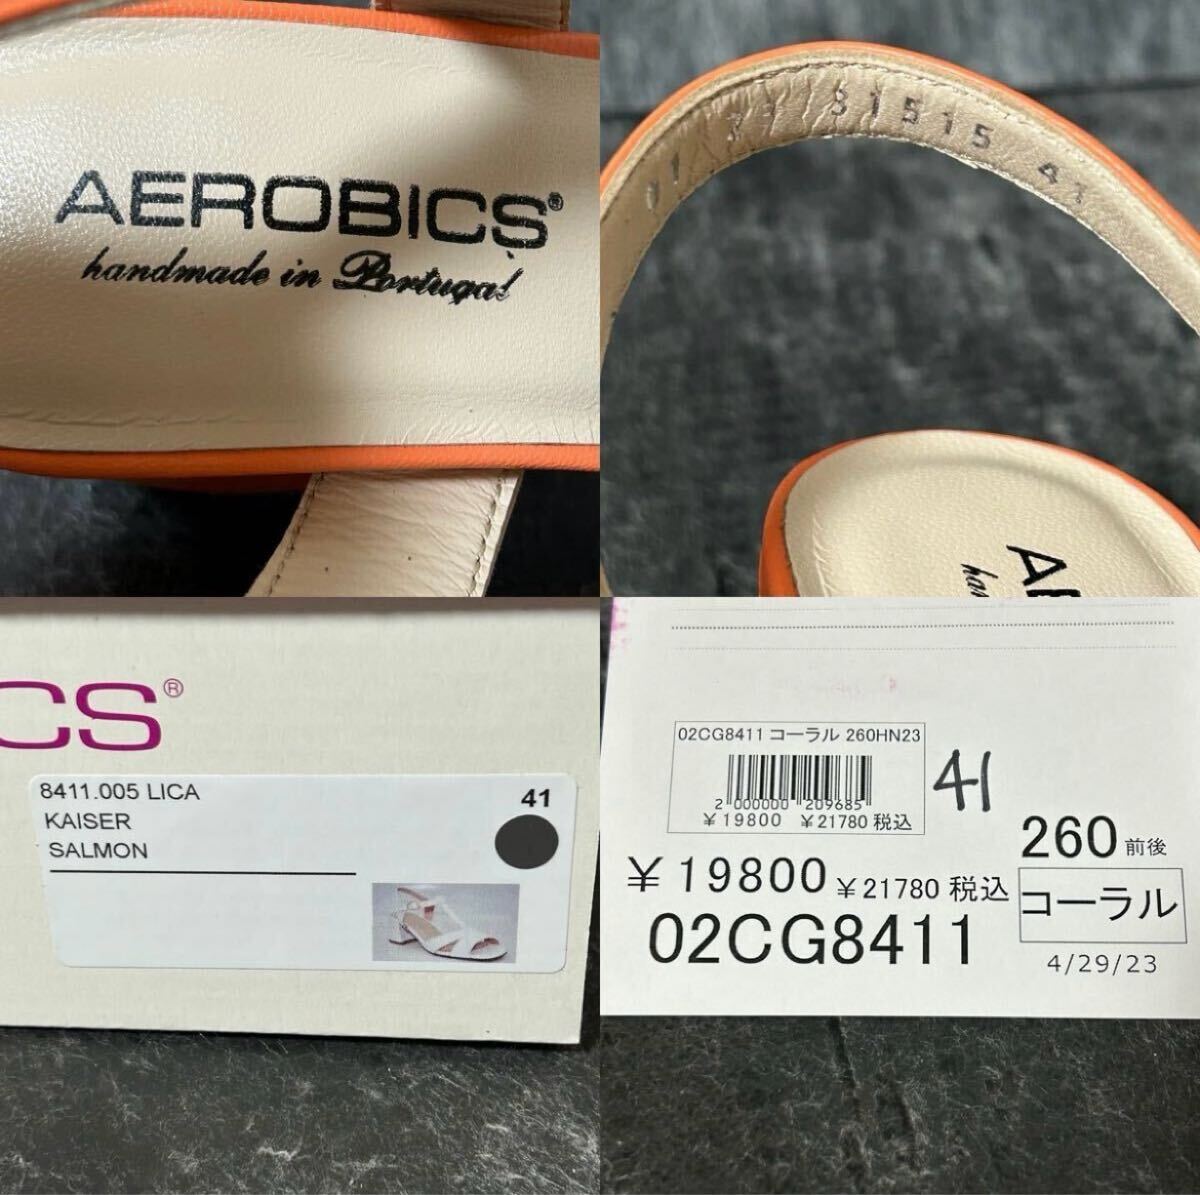 AEROBICS®
handmade in Portugal
31515 41
AE
han
CS®
8411.005 LICA 41
KAISER
SALMON
02CG8411 コーラル 260HN23
2 000000 209685
￥19800 ￥21780 税込
41
260 前後
￥19800 ￥21780 税込
コーラル
02CG8411
4/29/23